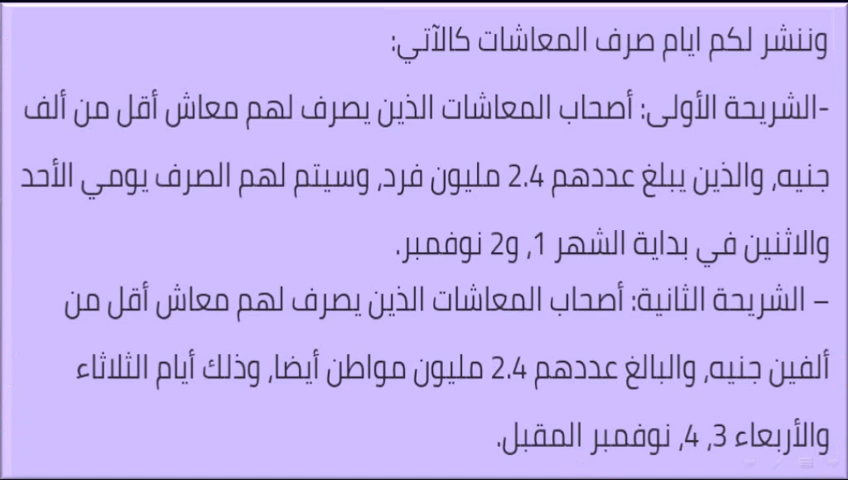 وننشر لكم ايام صرف المعاشات كالآتي:
-الشريحة الأولى: أصحاب المعاشات الذين يصرف لهم معاش أقل من ألف
جنيه, والذين يبلغ عددهم 2.4 مليون فرد, وسيتم لهم الصرف يومي الأحد
والاثنين في بداية الشهر 1, و2 نوفمبر.
– الشريحة الثانية: أصحاب المعاشات الذين يصرف لهم معاش أقل من
ألفين جنيه, والبالغ عددهم 2.4 مليون مواطن أيضا, وذلك أيام الثلاثاء
والأربعاء 3, 4, نوفمبر المقبل.